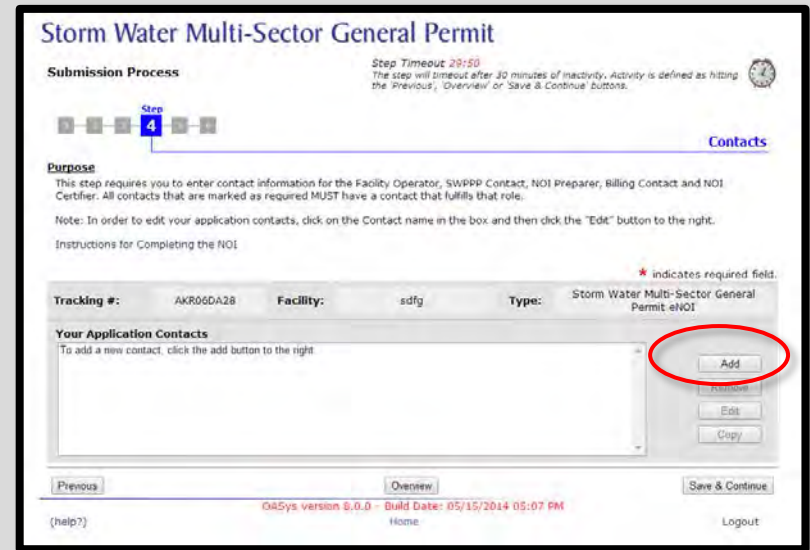 Storm Water Multi-Sector General Permit
Submission Process
Step Timeout 29:50
The step will timeout after 30 minutes of inactivity. Activity is defined as hitting
the 'Previous', 'Overview' or 'Save & Continue' buttons.
Step
4
Contacts
Purpose
This step requires you to enter contact information for the Facility Operator, SWPPP Contact, NOI Preparer, Billing Contact and NOI
Certifier. All contacts that are marked as required MUST have a contact that fulfills that role.
Note: In order to edit your application contacts, click on the Contact name in the box and then click the "Edit" button to the right.
Instructions for Completing the NOI
* indicates required field.
Tracking #: AKR06DA28 Facility: sdfg Type: Storm Water Multi-Sector General
Permit eNOI
Your Application Contacts
To add a new contact, click the add button to the right
Add
Remove
Edit
Copy
Previous Overview Save & Continue
OASys version 8.0.0 - Build Date: 05/15/2014 05:07 PM
(help?) Home Logout